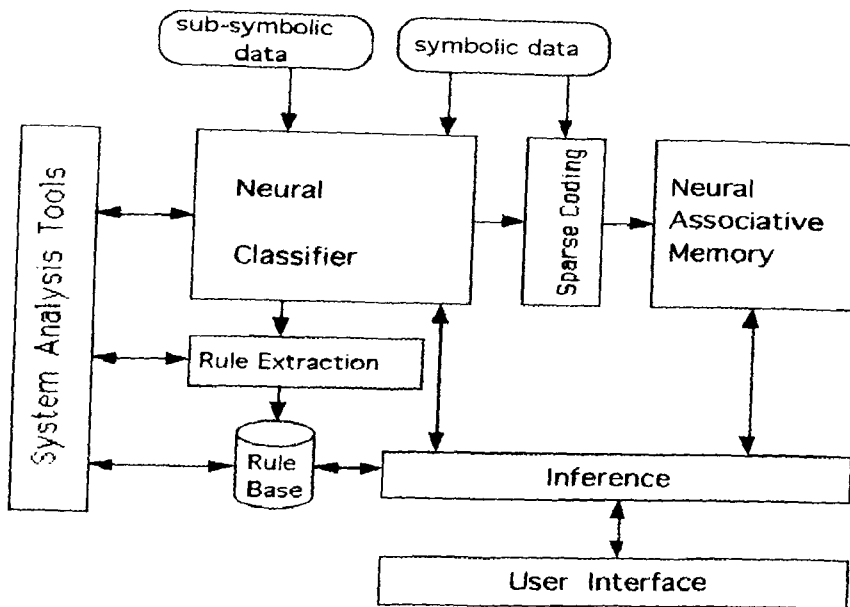 sub-symbolic
data
symbolic data
System Analysis Tools
Neural
Classifier
Sparse Coding
Neural
Associative
Memory
Rule Extraction
Rule
Base
Inference
User Interface